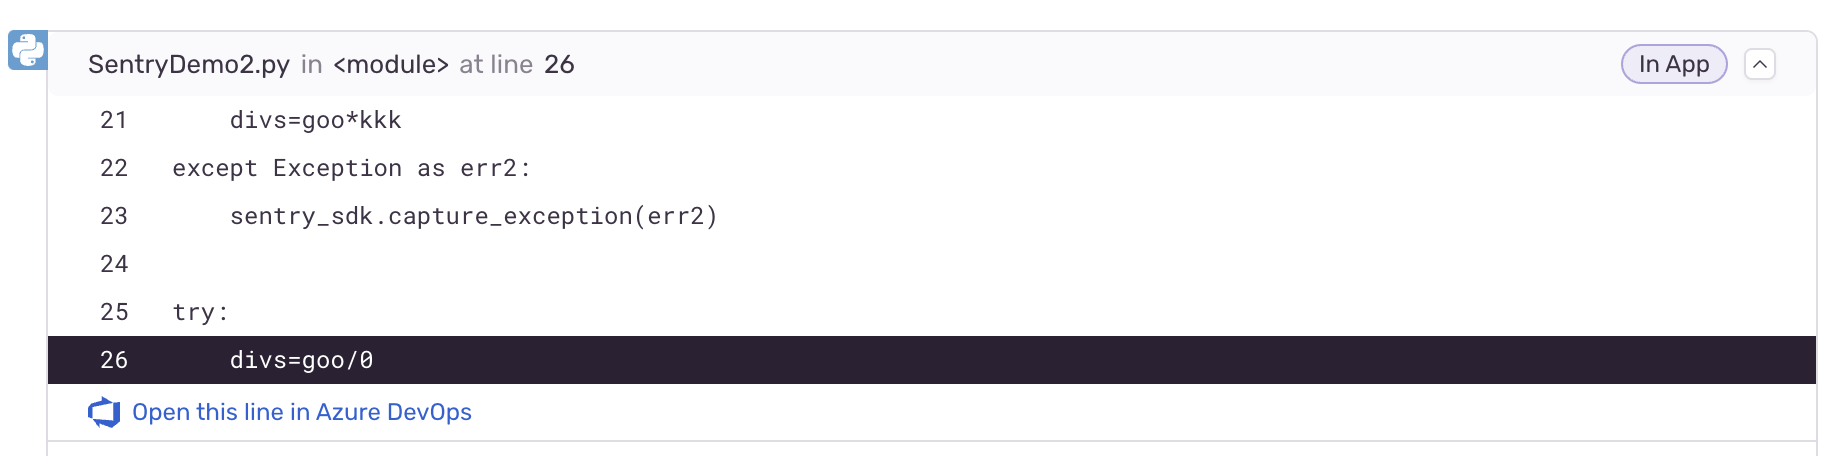 SentryDemo2.py in <module> at line 26 In App
21 divs=goo*kkk
22 except Exception as err2:
23 sentry_sdk.capture_exception(err2)
24
25 try:
26 divs=goo/0
Open this line in Azure DevOps